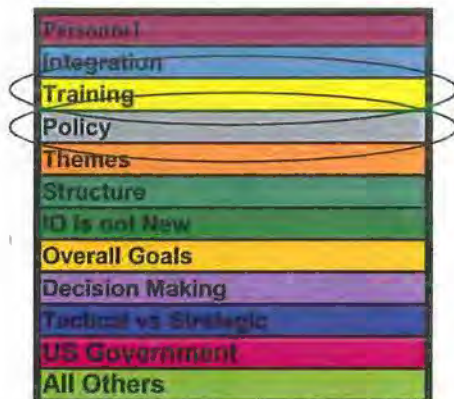 Personnel
Integration
Training
Policy
Themes
Structure
IO is not New
Overall Goals
Decision Making
Tactical vs Strategic
US Government
All Others